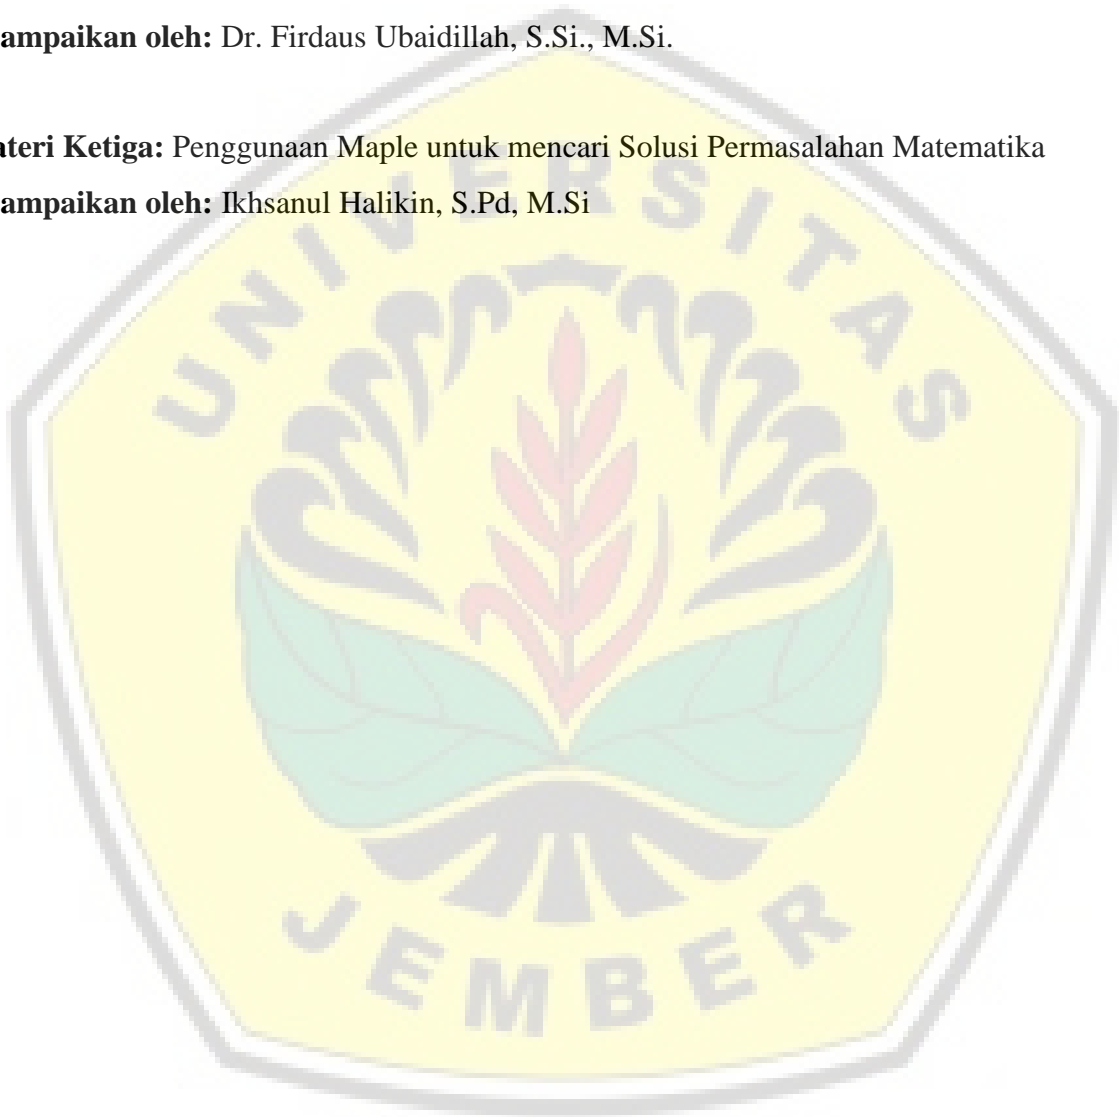 ampaikan oleh: Dr. Firdaus Ubaidillah, S.Si., M.Si.
ateri Ketiga: Penggunaan Maple untuk mencari Solusi Permasalahan Matematika
ampaikan oleh: Ikhsanul Halikin, S.Pd, M.Si
UNIVERSITAS
JEMBER